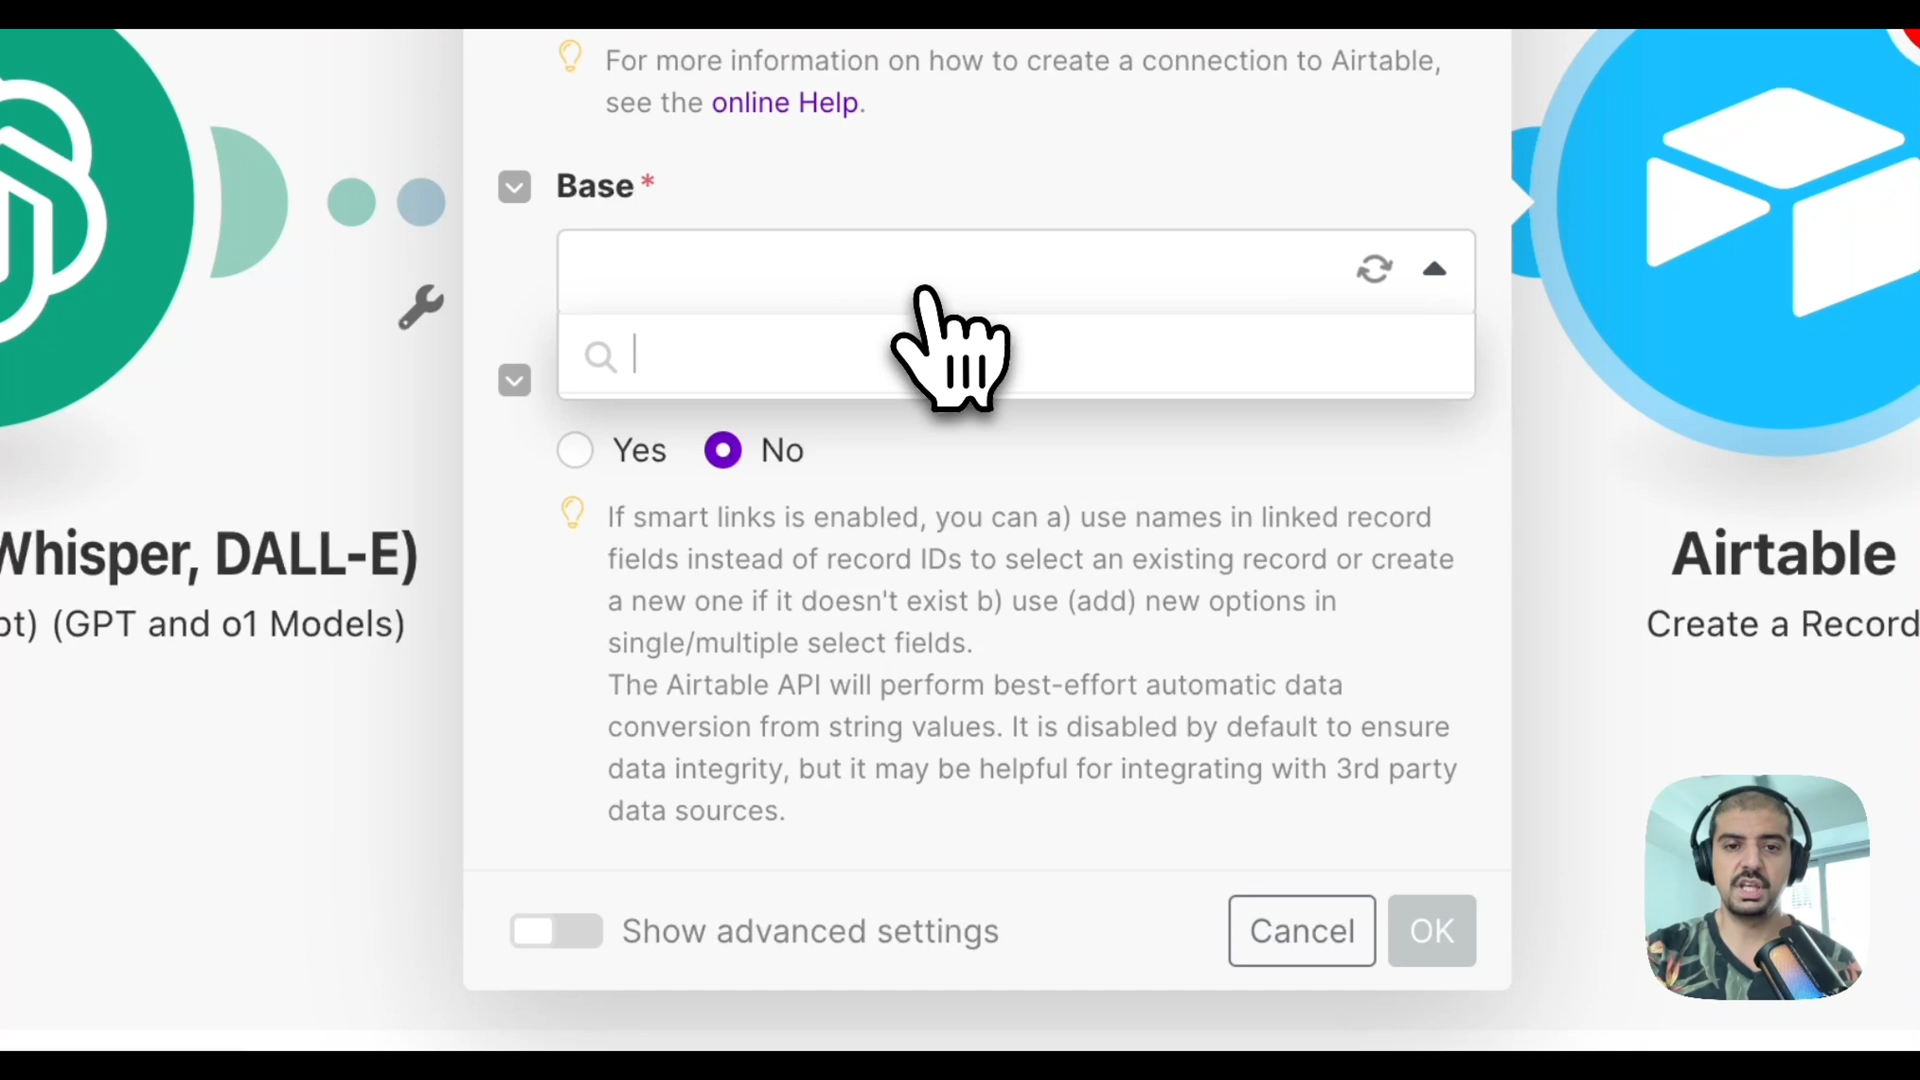 For more information on how to create a connection to Airtable,
see the online Help.
Base *
Yes No
If smart links is enabled, you can a) use names in linked record
fields instead of record IDs to select an existing record or create
a new one if it doesn't exist b) use (add) new options in
single/multiple select fields.
The Airtable API will perform best-effort automatic data
conversion from string values. It is disabled by default to ensure
data integrity, but it may be helpful for integrating with 3rd party
data sources.
Show advanced settings
Cancel
OK
Whisper, DALL-E)
pt) (GPT and o1 Models)
Airtable
Create a Record